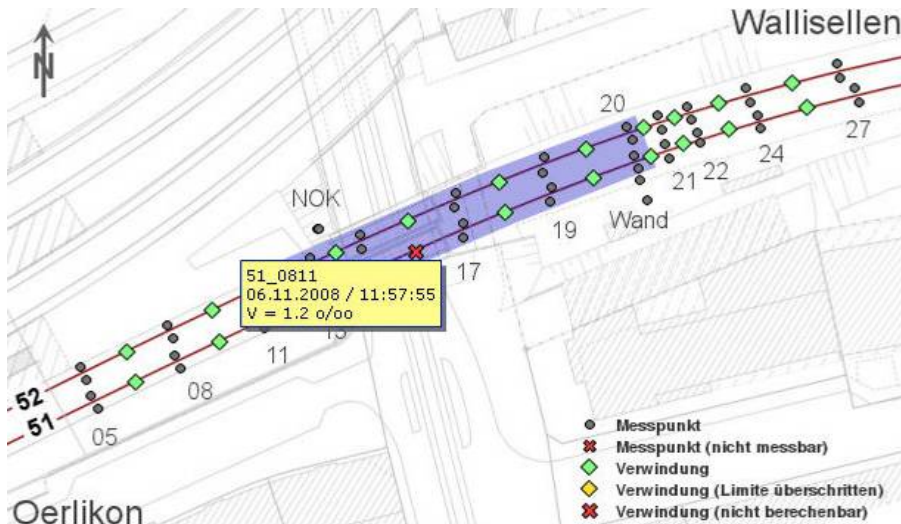 Wallisellen
N
20
27
24
22
21
NOK
Wand
19
17
51_0811
06.11.2008 / 11:57:55
V = 1.2 o/oo
13
11
08
52
51
05
Messpunkt
Messpunkt (nicht messbar)
Verwindung
Verwindung (Limite überschritten)
Verwindung (nicht berechenbar)
Oerlikon